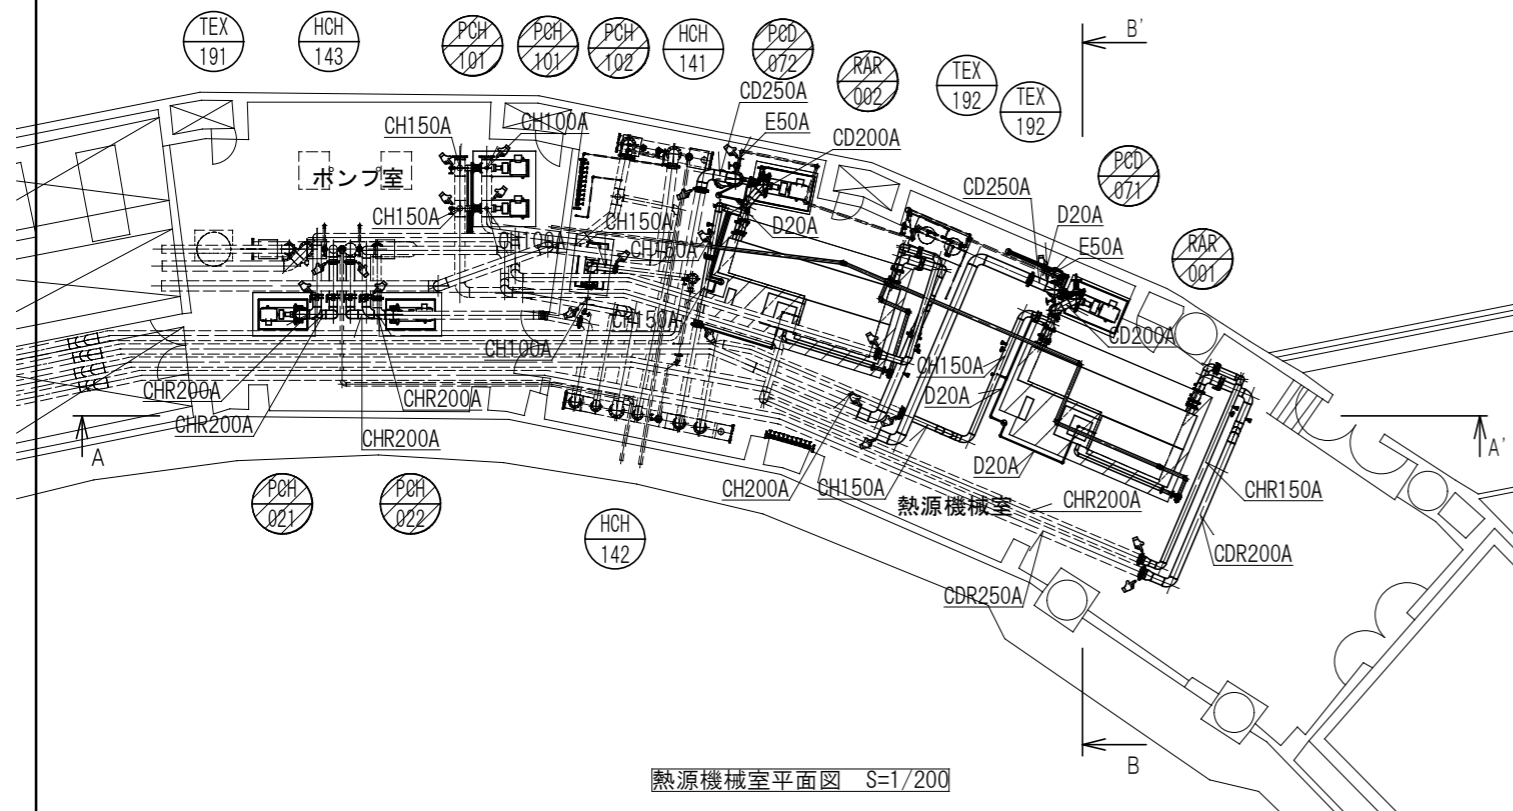 TEX
191
HCH
143
PCH
101
PCH
101
PCH
102
HCH
141
PCD
072
RAR
002
TEX
192
TEX
192
B'
PCD
071
RAR
001
CD250A
E50A
CD200A
CH150A
CH100A
ポンプ室
CH150A
CH100A
CH150A
CH150A
D20A
CD250A
D20A
E50A
CD200A
CH150A
CH100A
CH150A
D20A
CHR200A
CHR200A
CHR200A
CHR200A
A
A'
D20A
CH200A
CH150A
CHR200A
CHR150A
熱源機械室
CDR200A
CDR250A
PCH
021
PCH
022
HCH
142
B
熱源機械室平面図 S=1/200